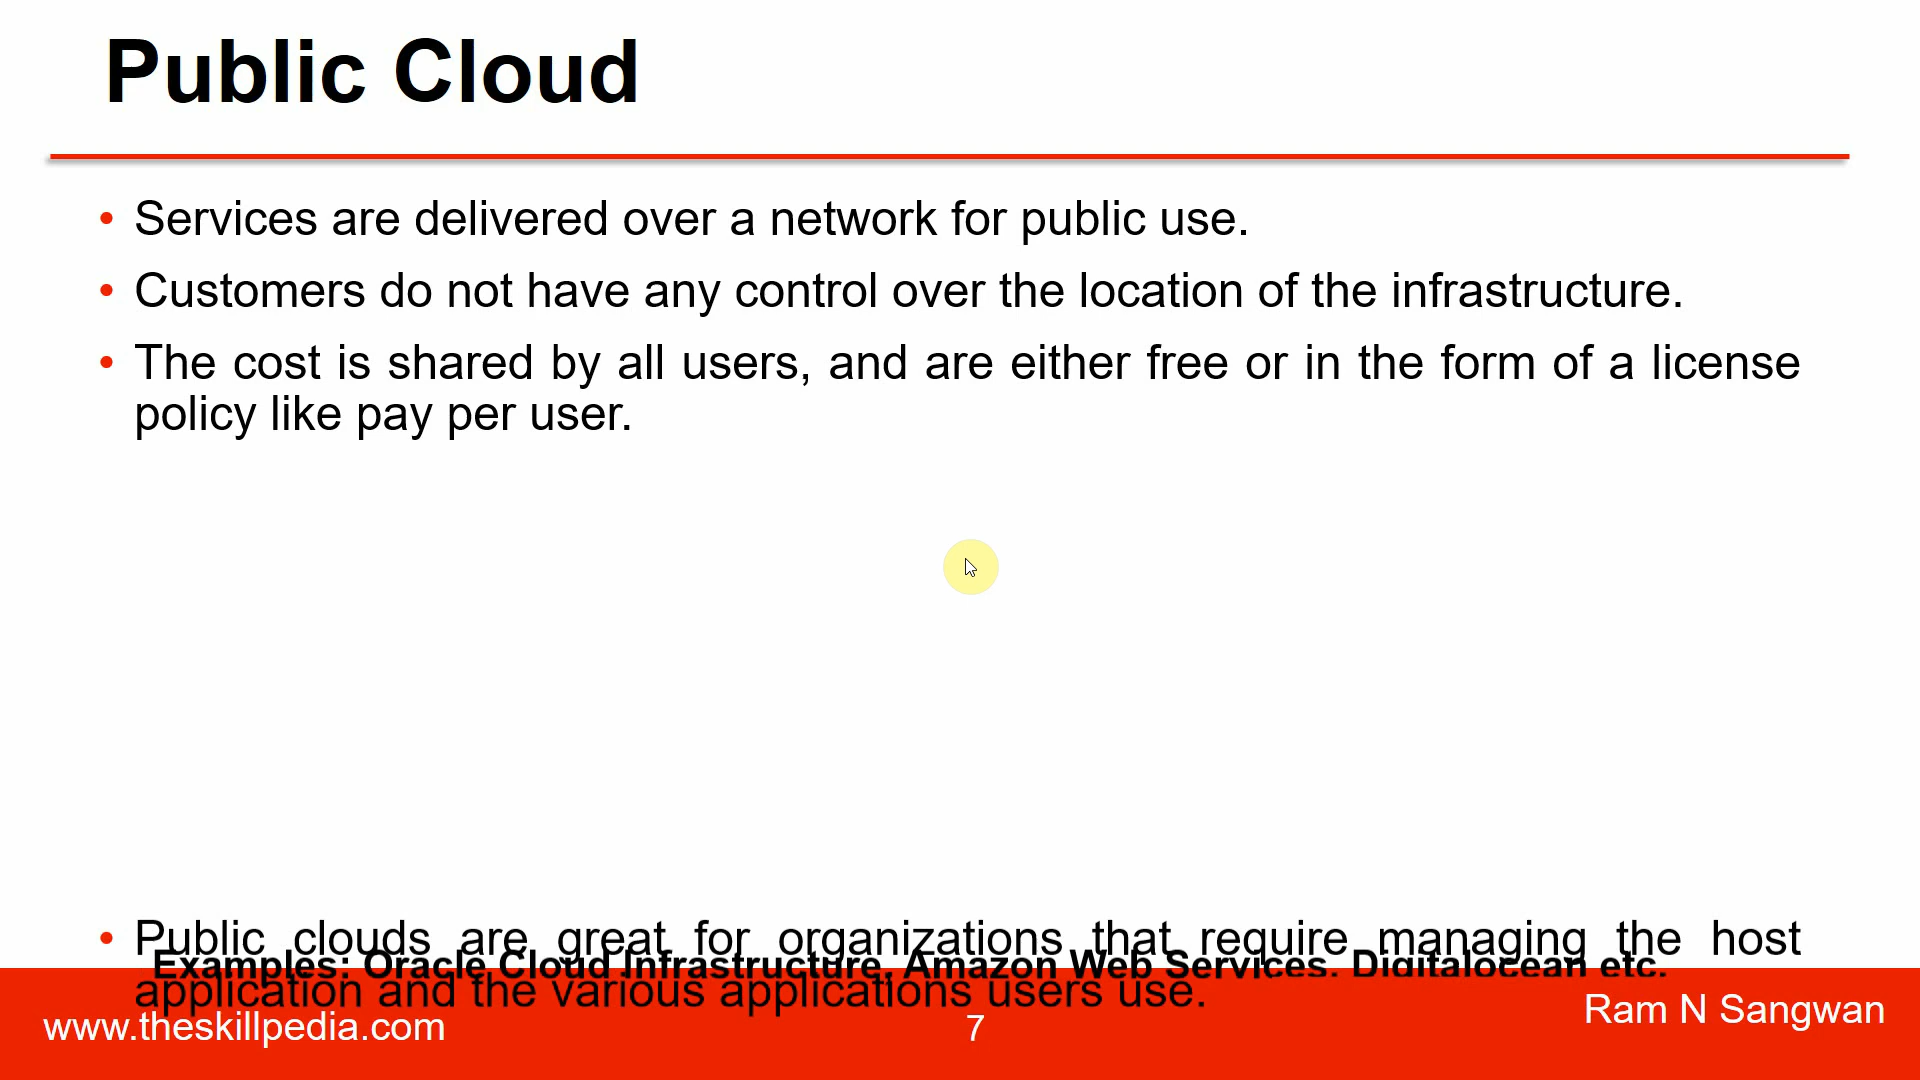 Public Cloud
• Services are delivered over a network for public use.
• Customers do not have any control over the location of the infrastructure.
• The cost is shared by all users, and are either free or in the form of a license
policy like pay per user.
• Public clouds are great for organizations that require managing the host
Examples: Oracle Cloud Infrastructure, Amazon Web Services, Digitalocean etc.
application and the various applications users use.
www.theskillpedia.com
7
Ram N Sangwan